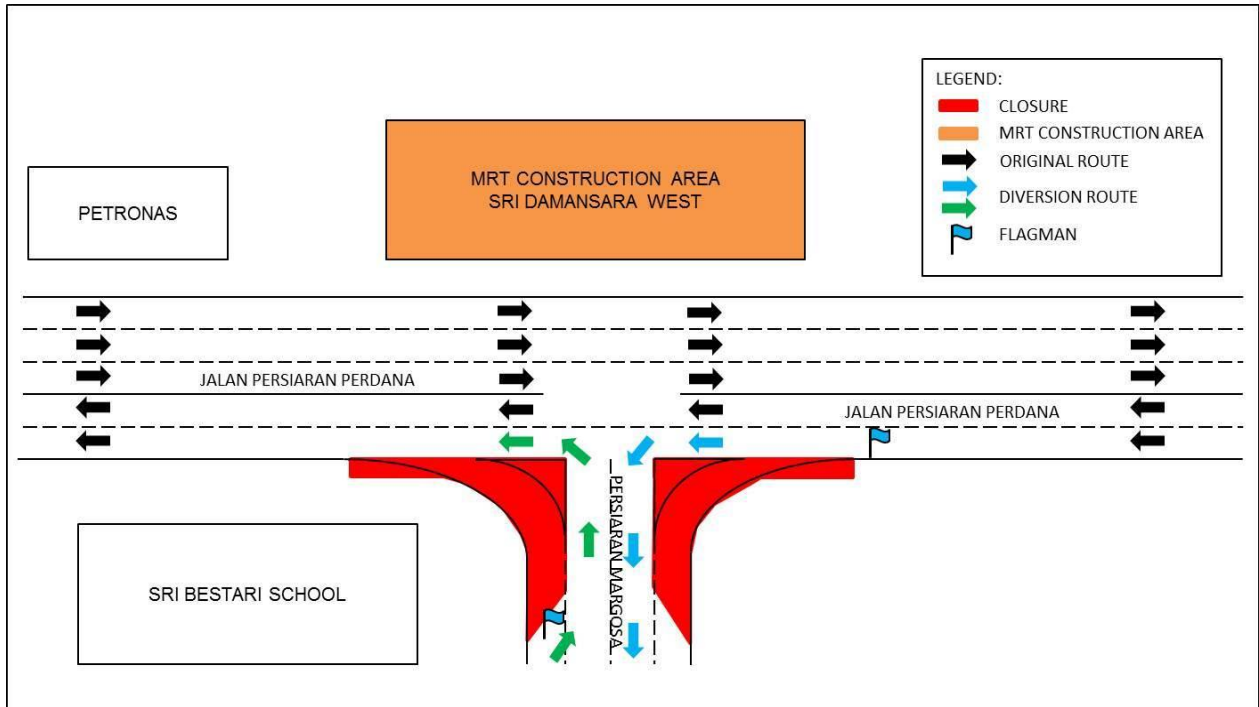 LEGEND:
CLOSURE
MRT CONSTRUCTION AREA
ORIGINAL ROUTE
DIVERSION ROUTE
FLAGMAN
MRT CONSTRUCTION AREA
SRI DAMANSARA WEST
PETRONAS
JALAN PERSIARAN PERDANA
JALAN PERSIARAN PERDANA
PERSIARAN MARGOSA
SRI BESTARI SCHOOL